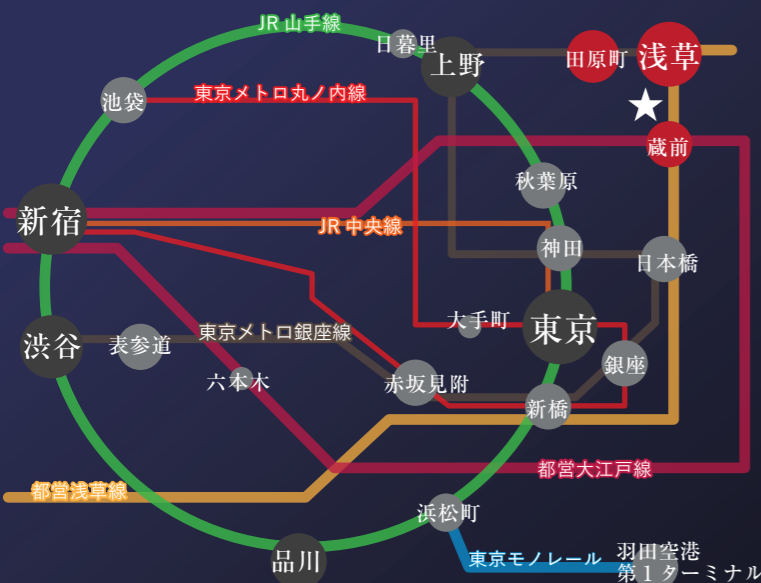 JR 山手線
日暮里
上野
田原町
浅草
池袋
東京メトロ丸ノ内線
蔵前
秋葉原
新宿
JR 中央線
神田
日本橋
大手町
東京
渋谷
表参道
東京メトロ銀座線
六本木
赤坂見附
銀座
新橋
都営大江戸線
都営浅草線
浜松町
品川
東京モノレール
羽田空港
第１ターミナル